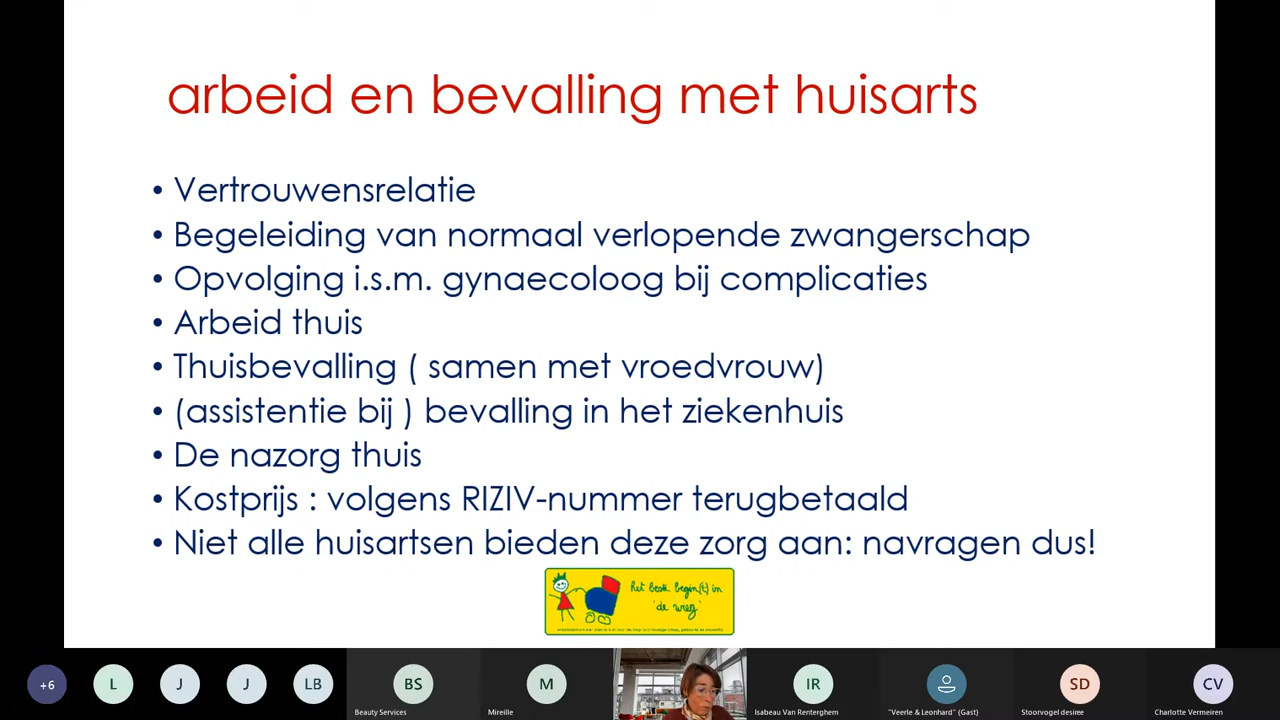 arbeid en bevalling met huisarts
• Vertrouwensrelatie
• Begeleiding van normaal verlopende zwangerschap
• Opvolging i.s.m. gynaecoloog bij complicaties
• Arbeid thuis
• Thuisbevalling ( samen met vroedvrouw)
• (assistentie bij ) bevalling in het ziekenhuis
• De nazorg thuis
• Kostprijs : volgens RIZIV-nummer terugbetaald
• Niet alle huisartsen bieden deze zorg aan: navragen dus!
het beste begin(t) in
'de wieg'
+6 L J J LB BS M IR SD CV
Beauty Services Mireille Isabeau Van Renterghem "Veerle & Leonhard" (Gast) Stoorvogel desiree Charlotte Vermeiren